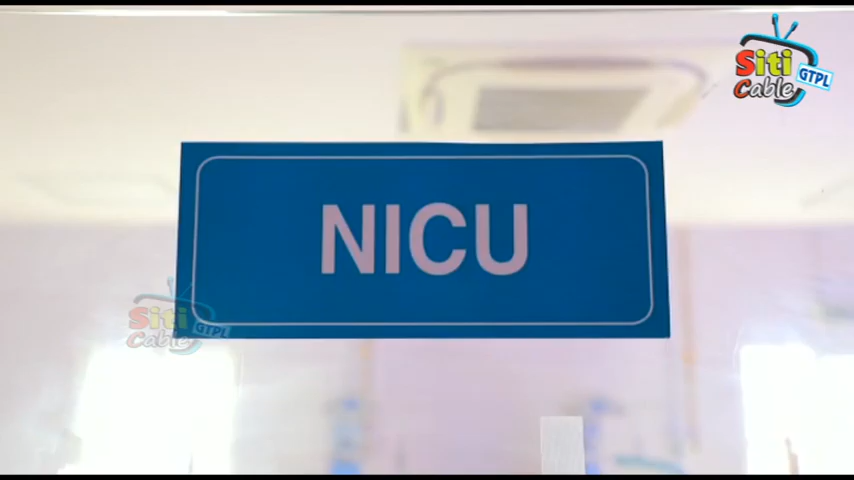 Siti
Cable
GTPL
NICU
Siti
Cable
GTPL